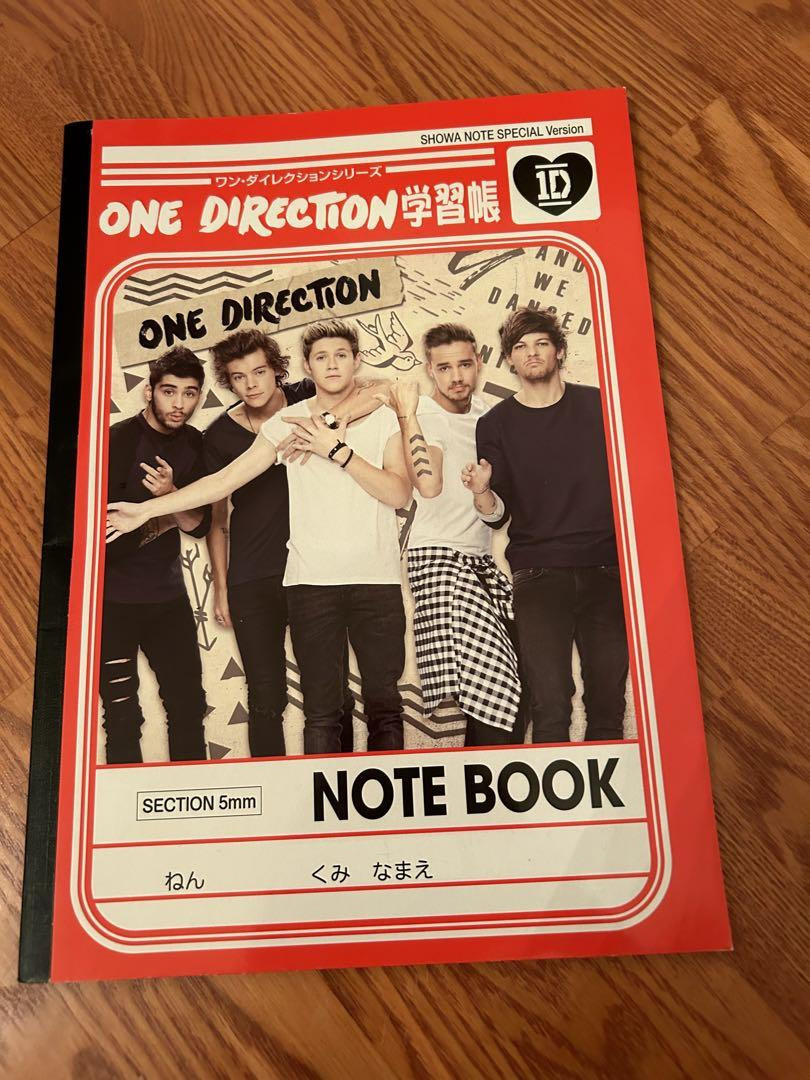 SHOWA NOTE SPECIAL Version
ワン・ダイレクションシリーズ
ONE DIRECTION学習帳
1D
ONE DIRECTION
AND
WE
DANCED
NI
SECTION 5mm
NOTE BOOK
ねん くみ なまえ